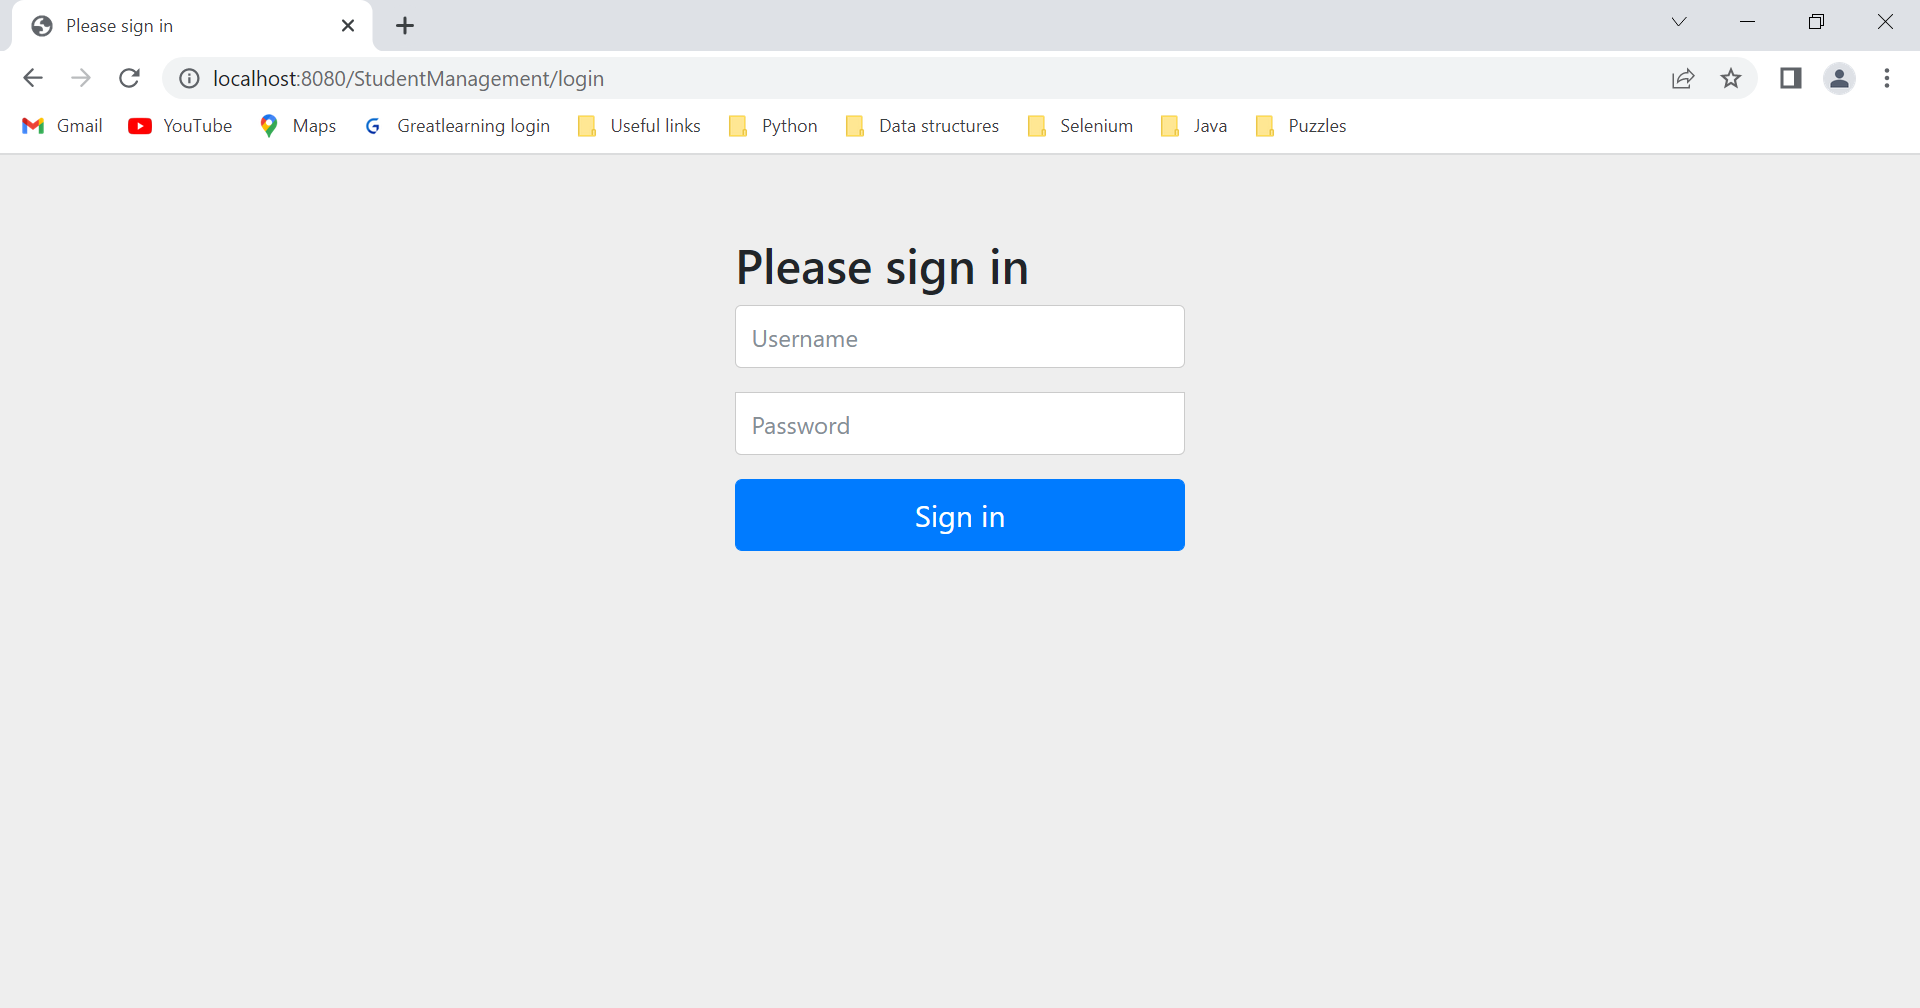 Please sign in
localhost:8080/StudentManagement/login
Gmail YouTube Maps Greatlearning login Useful links Python Data structures Selenium Java Puzzles
Please sign in
Username
Password
Sign in